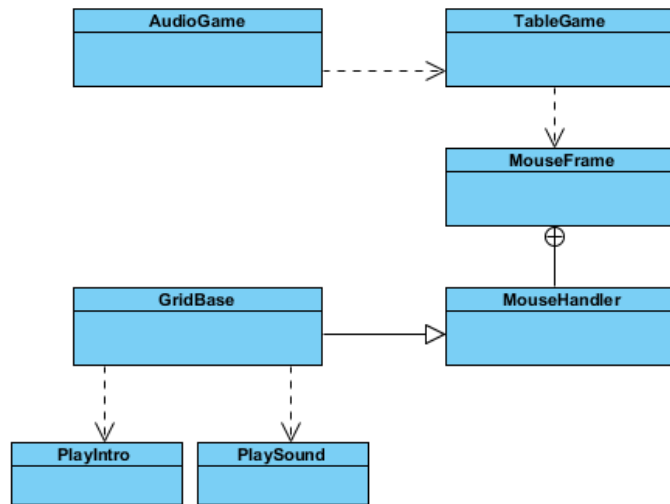 AudioGame
TableGame
MouseFrame
GridBase
MouseHandler
PlayIntro
PlaySound